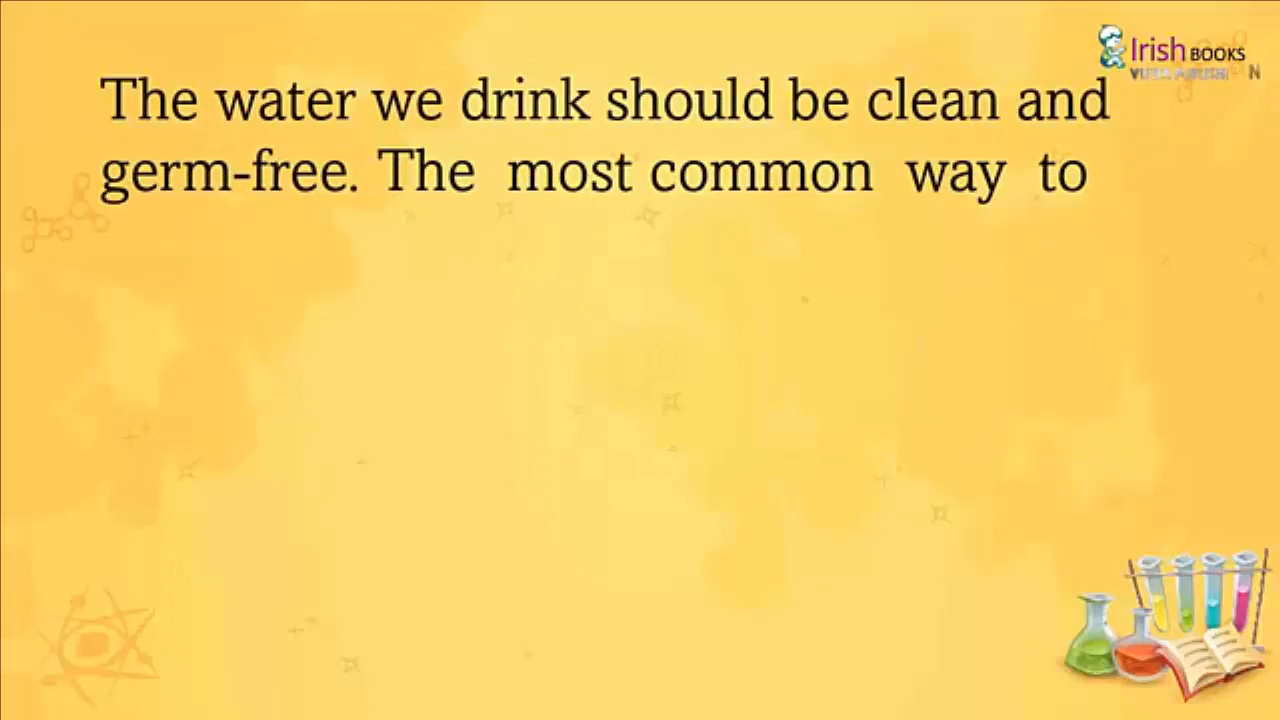 Irish BOOKS
The water we drink should be clean and
germ-free. The most common way to